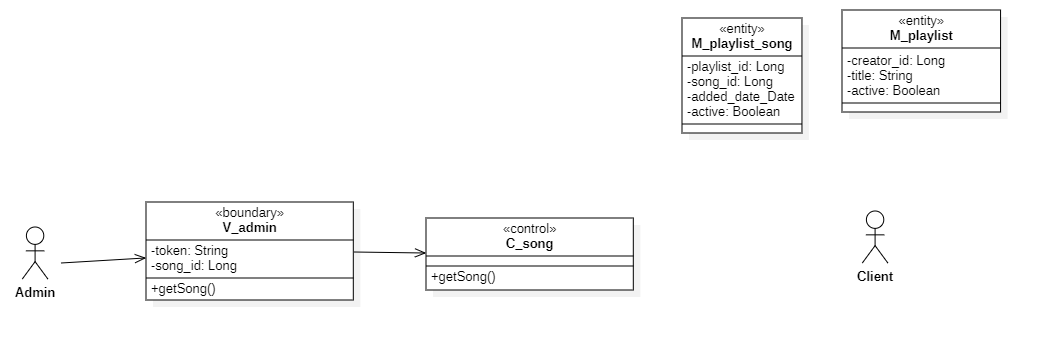 «entity»
M_playlist_song
-playlist_id: Long
-song_id: Long
-added_date_Date
-active: Boolean
«entity»
M_playlist
-creator_id: Long
-title: String
-active: Boolean
Admin
«boundary»
V_admin
-token: String
-song_id: Long
+getSong()
«control»
C_song
+getSong()
Client